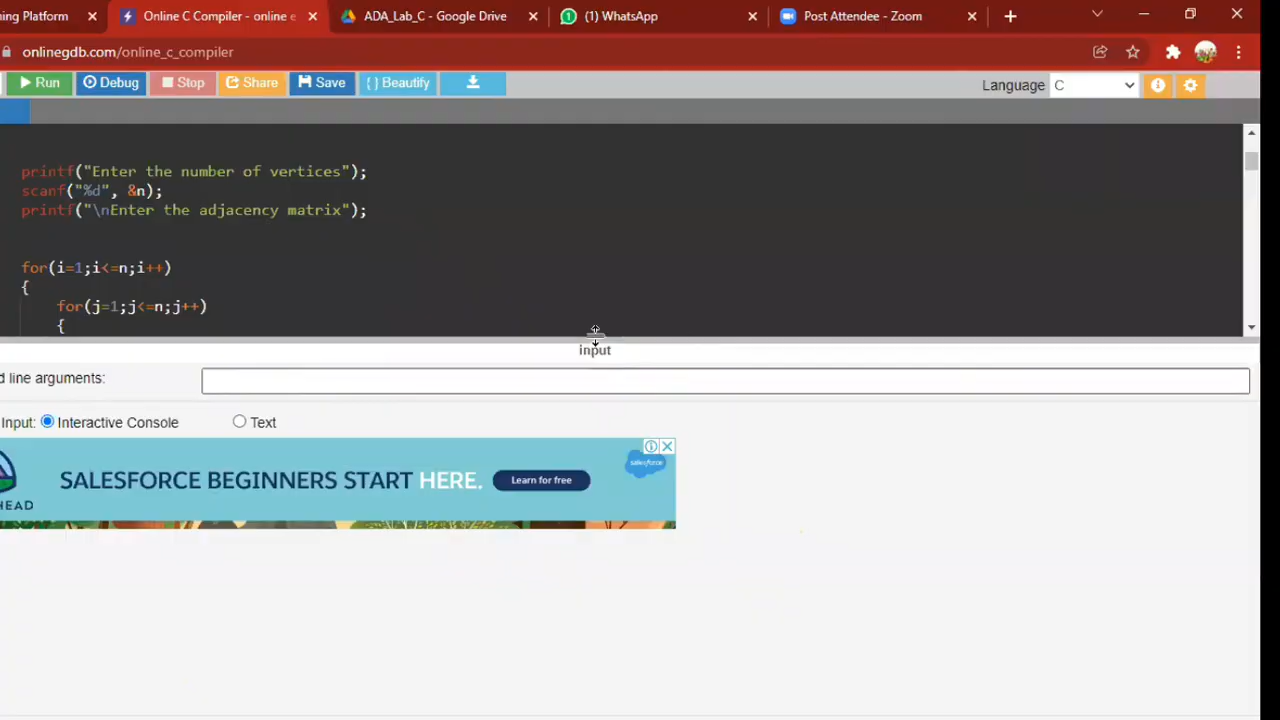 ning Platform
Online C Compiler - online e
ADA_Lab_C - Google Drive
(1) WhatsApp
Post Attendee - Zoom
onlinegdb.com/online_c_compiler
Run
Debug
Stop
Share
Save
{ } Beautify
Language C
printf("Enter the number of vertices");
scanf("%d", &n);
printf("\nEnter the adjacency matrix");
for(i=1;i<=n;i++)
{
for(j=1;j<=n;j++)
{
input
d line arguments:
Input: Interactive Console Text
HEAD
SALESFORCE BEGINNERS START HERE.
Learn for free
salesforce